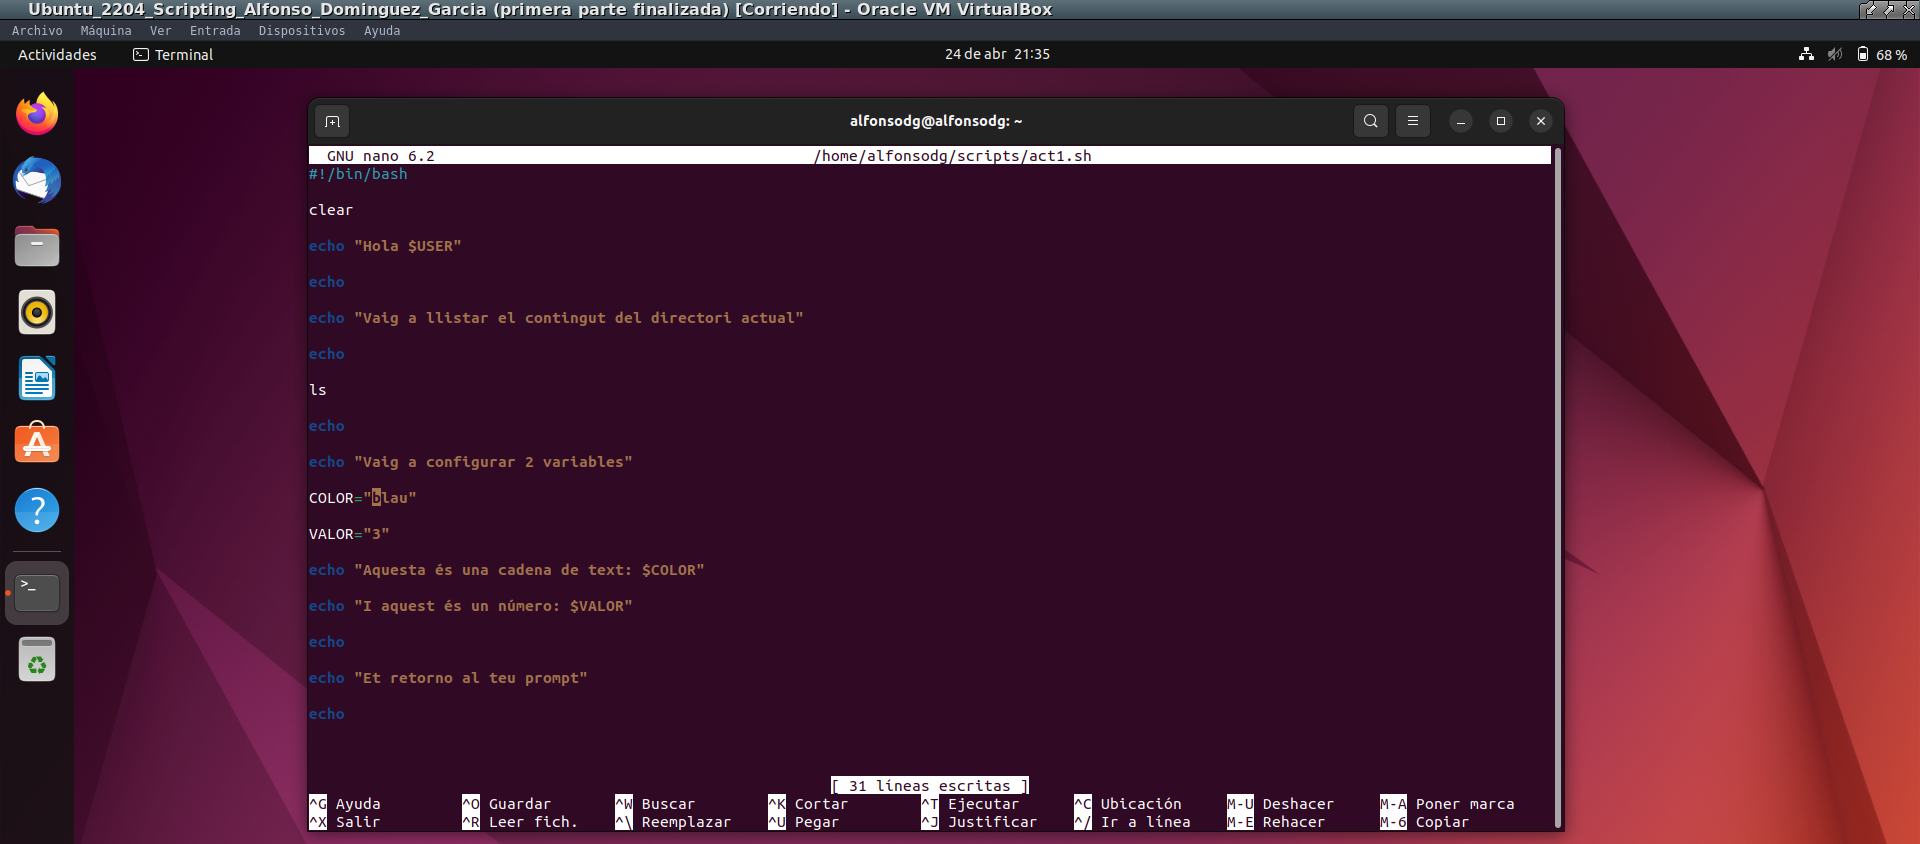 Ubuntu_2204_Scripting_Alfonso_Dominguez_Garcia (primera parte finalizada) [Corriendo] - Oracle VM VirtualBox
Archivo Máquina Ver Entrada Dispositivos Ayuda
Actividades Terminal 24 de abr 21:35 68 %
alfonsodg@alfonsodg: ~
GNU nano 6.2 /home/alfonsodg/scripts/act1.sh
#!/bin/bash
clear
echo "Hola $USER"
echo
echo "Vaig a llistar el contingut del directori actual"
echo
ls
echo
echo "Vaig a configurar 2 variables"
COLOR="blau"
VALOR="3"
echo "Aquesta és una cadena de text: $COLOR"
echo "I aquest és un número: $VALOR"
echo
echo "Et retorno al teu prompt"
echo
[ 31 líneas escritas ]
^G Ayuda ^O Guardar ^W Buscar ^K Cortar ^T Ejecutar ^C Ubicación M-U Deshacer M-A Poner marca
^X Salir ^R Leer fich. ^\ Reemplazar ^U Pegar ^J Justificar ^/ Ir a línea M-E Rehacer M-6 Copiar